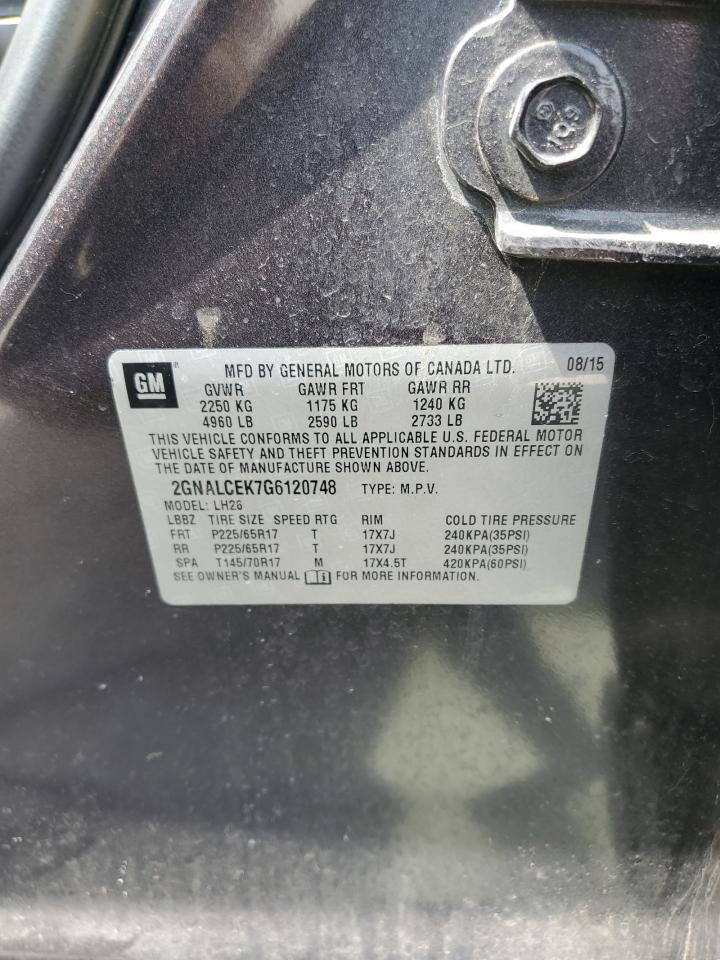 GM
MFD BY GENERAL MOTORS OF CANADA LTD. 08/15
GVWR GAWR FRT GAWR RR
2250 KG 1175 KG 1240 KG
4960 LB 2590 LB 2733 LB
THIS VEHICLE CONFORMS TO ALL APPLICABLE U.S. FEDERAL MOTOR
VEHICLE SAFETY AND THEFT PREVENTION STANDARDS IN EFFECT ON
THE DATE OF MANUFACTURE SHOWN ABOVE.
2GNALCEK7G6120748 TYPE: M.P.V.
MODEL: LH26
LBBZ TIRE SIZE SPEED RTG RIM COLD TIRE PRESSURE
FRT P225/65R17 T 17X7J 240KPA(35PSI)
RR P225/65R17 T 17X7J 240KPA(35PSI)
SPA T145/70R17 M 17X4.5T 420KPA(60PSI)
SEE OWNER'S MANUAL FOR MORE INFORMATION.